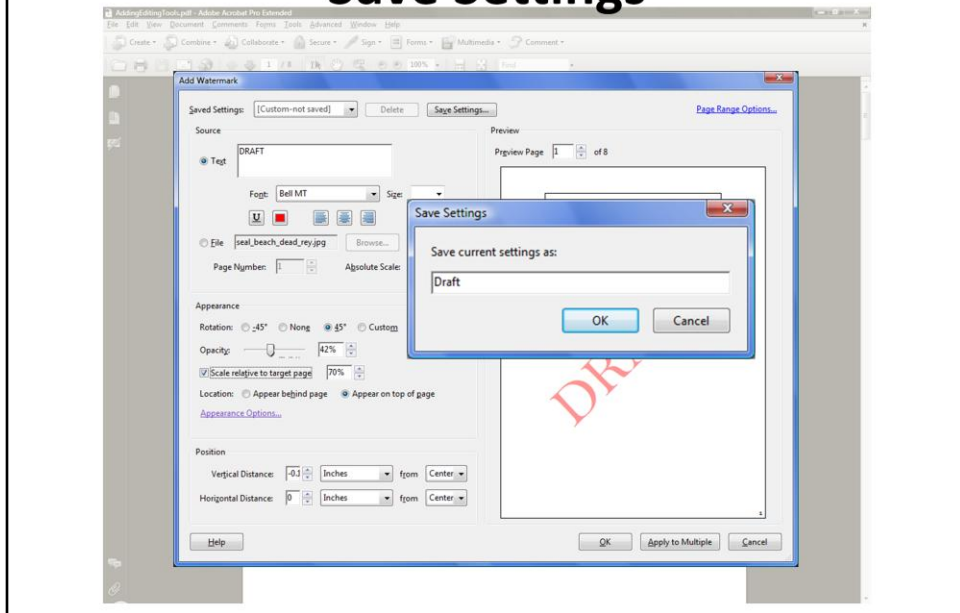 Save Settings
AddingEditingTools.pdf - Adobe Acrobat Pro Extended
File Edit View Document Comments Forms Tools Advanced Window Help
Create Combine Collaborate Secure Sign Forms Multimedia Comment
1 / 8 100% Find
Add Watermark
Saved Settings: [Custom-not saved] Delete Save Settings... Page Range Options...
Source Preview
Text DRAFT Preview Page 1 of 8
Font: Bell MT Size:
U
File seal_beach_dead_rey.jpg Browse...
Page Number: 1 Absolute Scale:
Save Settings
Save current settings as:
Draft
OK Cancel
Appearance
Rotation: -45° None 45° Custom
Opacity: 42%
Scale relative to target page 70%
Location: Appear behind page Appear on top of page
Appearance Options...
Position
Vertical Distance: Inches from Center
Horizontal Distance: 0 Inches from Center
Help OK Apply to Multiple Cancel